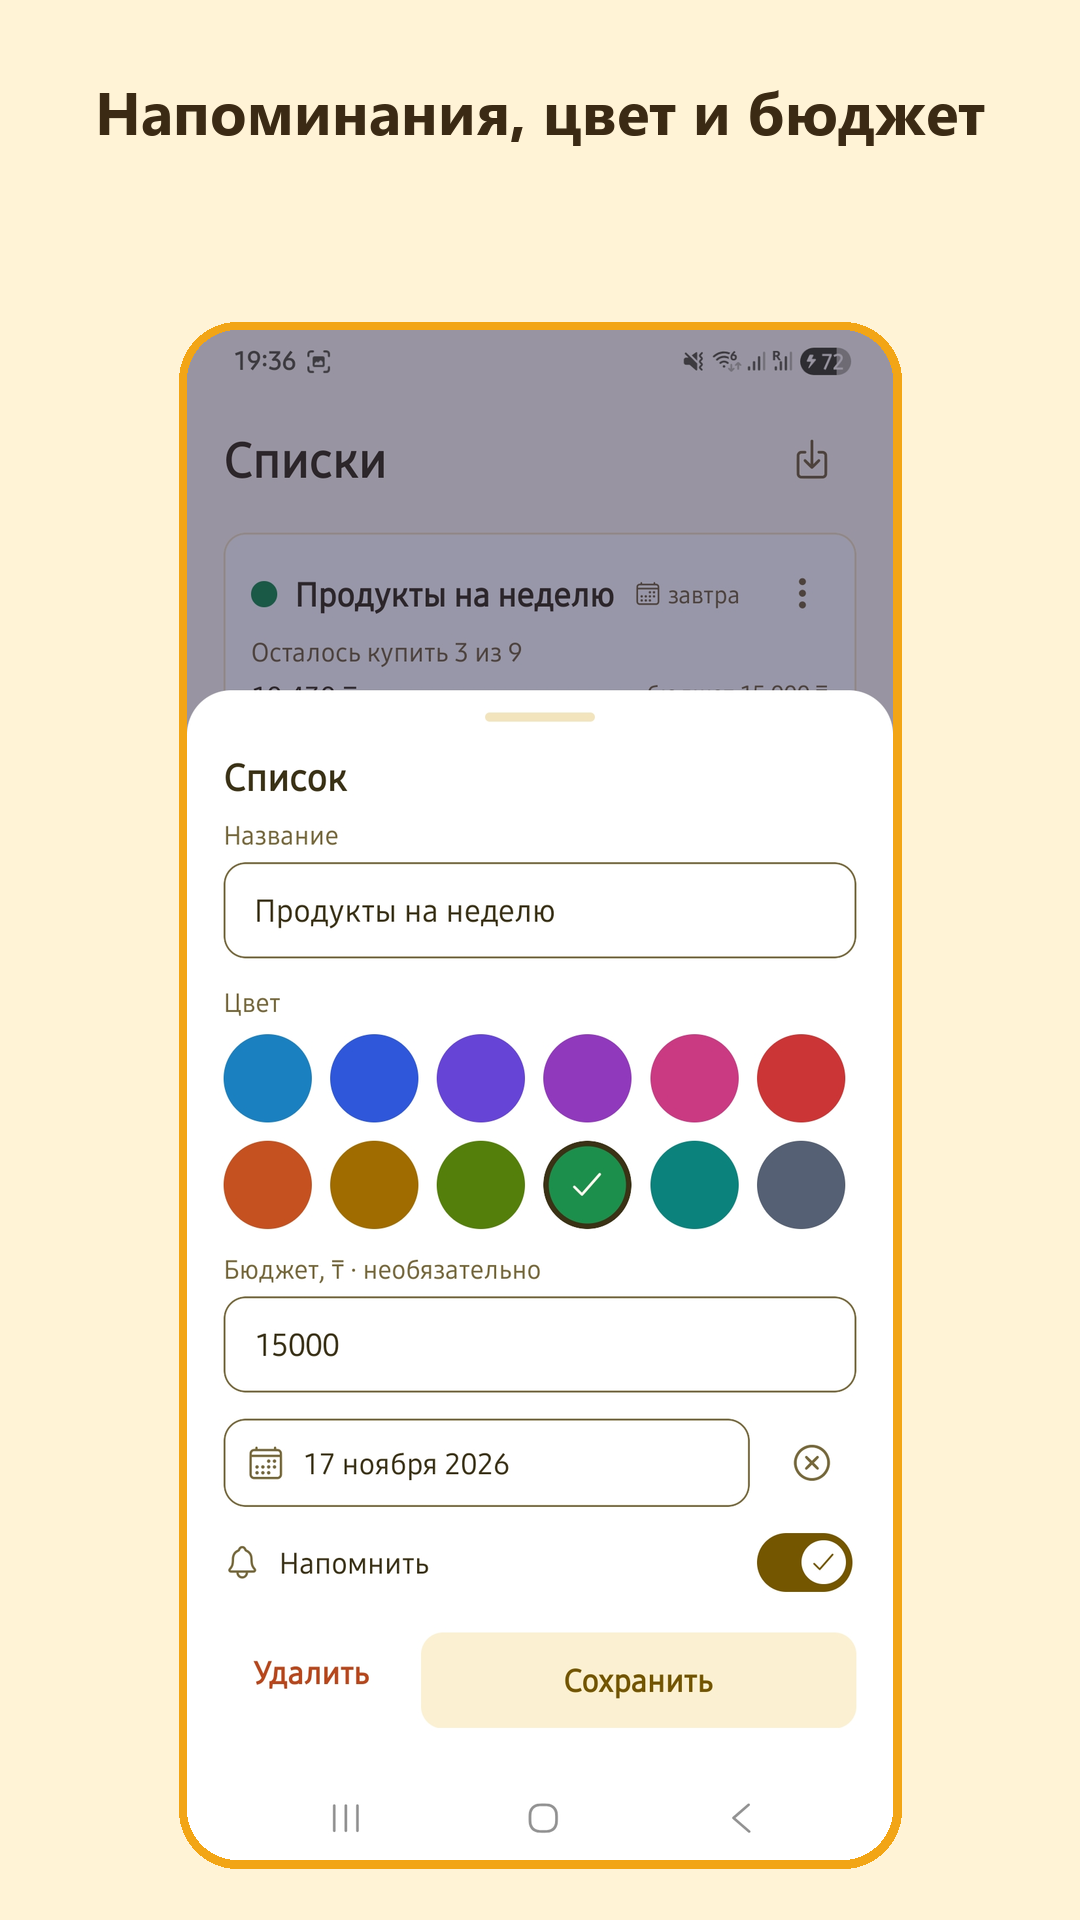 Напоминания, цвет и бюджет
19:36
6 R 72
Списки
Продукты на неделю завтра
Осталось купить 3 из 9
Список
Название
Продукты на неделю
Цвет
Бюджет, ₸ · необязательно
15000
17 ноября 2026
Напомнить
Удалить Сохранить